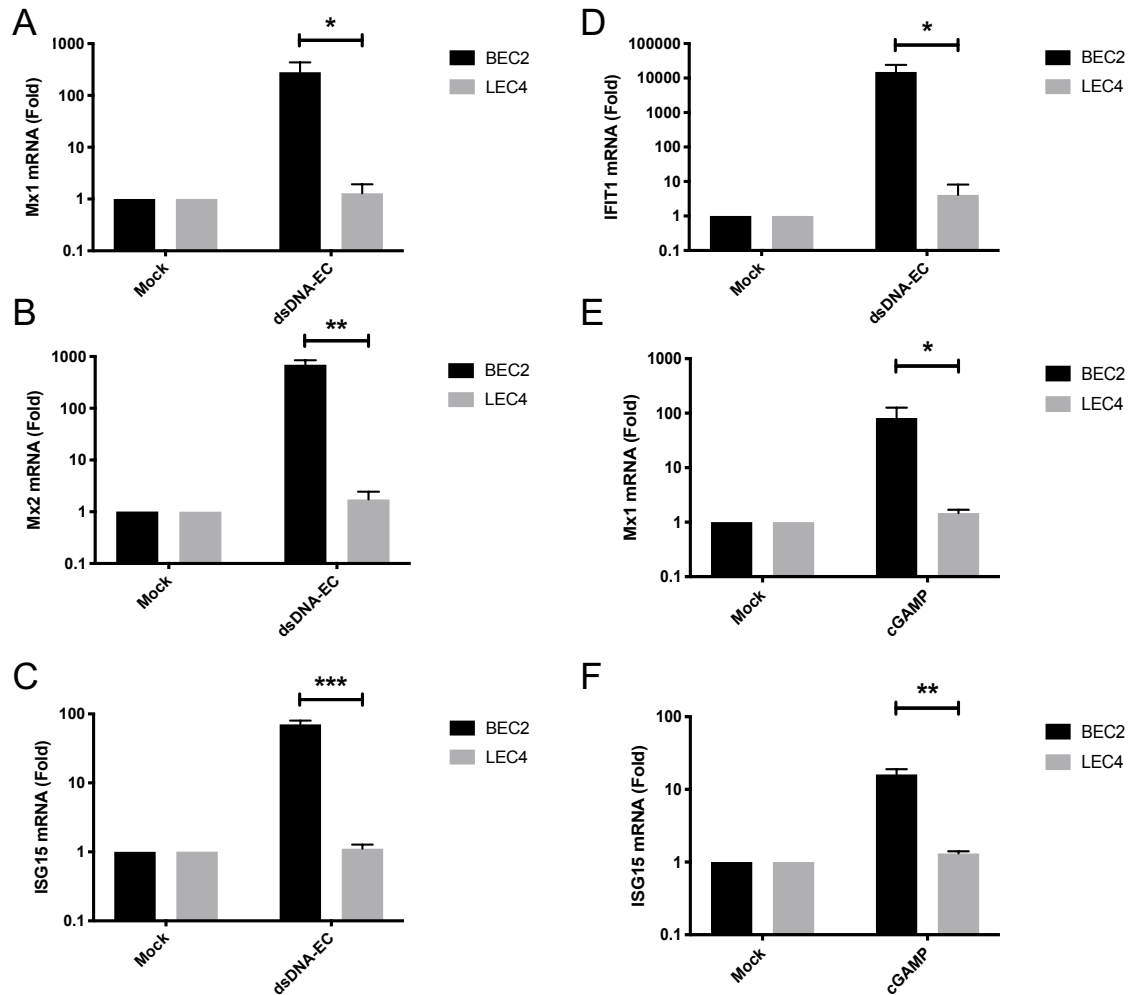 A
Mx1 mRNA (Fold)
1000
100
10
1
0.1
*
Mock
dsDNA-EC
BEC2
LEC4
B
Mx2 mRNA (Fold)
1000
100
10
1
0.1
**
Mock
dsDNA-EC
BEC2
LEC4
C
ISG15 mRNA (Fold)
100
10
1
0.1
***
Mock
dsDNA-EC
BEC2
LEC4
D
IFIT1 mRNA (Fold)
100000
10000
1000
100
10
1
0.1
*
Mock
dsDNA-EC
BEC2
LEC4
E
Mx1 mRNA (Fold)
1000
100
10
1
0.1
*
Mock
cGAMP
BEC2
LEC4
F
ISG15 mRNA (Fold)
100
10
1
0.1
**
Mock
cGAMP
BEC2
LEC4